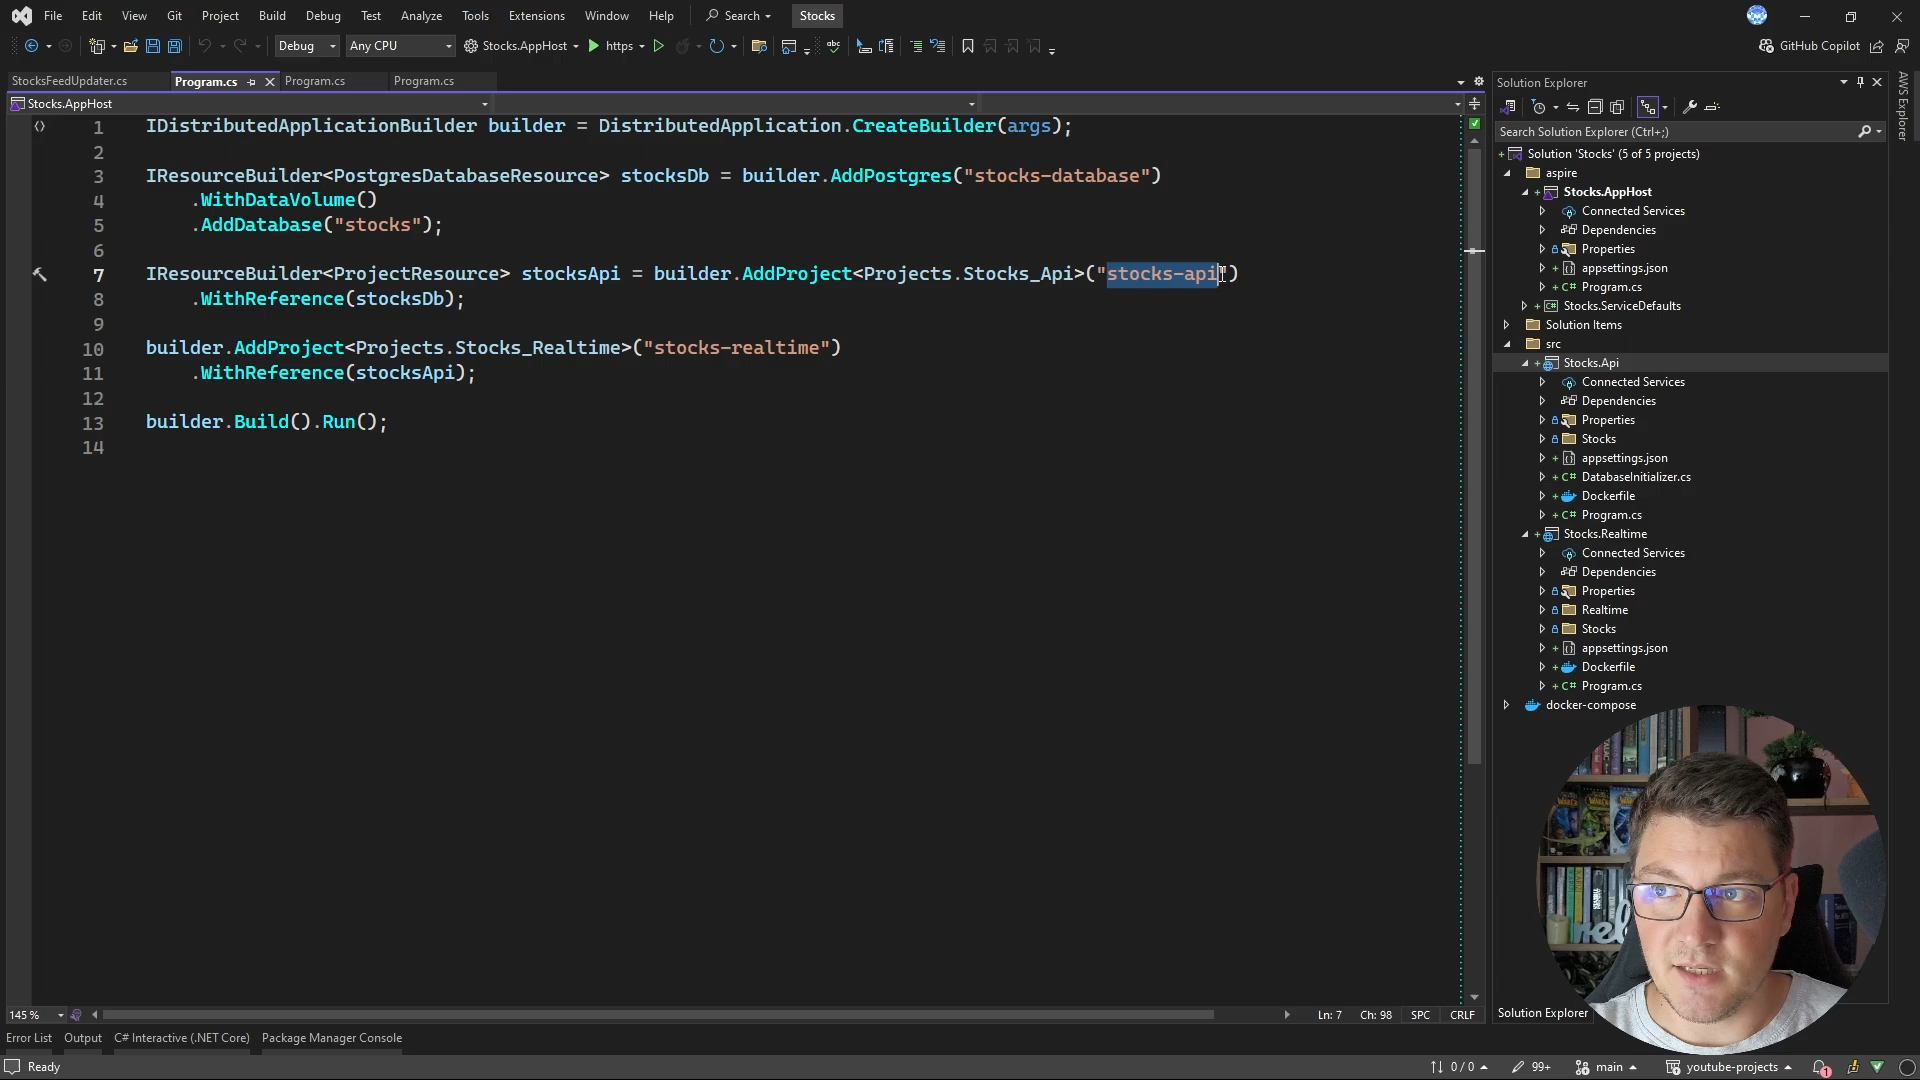 File Edit View Git Project Build Debug Test Analyze Tools Extensions Window Help Search Stocks
Debug Any CPU Stocks.AppHost https GitHub Copilot
StocksFeedUpdater.cs Program.cs Program.cs Program.cs
Stocks.AppHost
1 IDistributedApplicationBuilder builder = DistributedApplication.CreateBuilder(args);
2
3 IResourceBuilder<PostgresDatabaseResource> stocksDb = builder.AddPostgres("stocks-database")
4 .WithDataVolume()
5 .AddDatabase("stocks");
6
7 IResourceBuilder<ProjectResource> stocksApi = builder.AddProject<Projects.Stocks_Api>("stocks-api")
8 .WithReference(stocksDb);
9
10 builder.AddProject<Projects.Stocks_Realtime>("stocks-realtime")
11 .WithReference(stocksApi);
12
13 builder.Build().Run();
14
145 % Ln: 7 Ch: 98 SPC CRLF
Error List Output C# Interactive (.NET Core) Package Manager Console
Ready 0 / 0 99+ main youtube-projects 1
Solution Explorer
Search Solution Explorer (Ctrl+;)
Solution 'Stocks' (5 of 5 projects)
aspire
Stocks.AppHost
Connected Services
Dependencies
Properties
appsettings.json
C# Program.cs
C# Stocks.ServiceDefaults
Solution Items
src
Stocks.Api
Connected Services
Dependencies
Properties
Stocks
appsettings.json
C# DatabaseInitializer.cs
Dockerfile
C# Program.cs
Stocks.Realtime
Connected Services
Dependencies
Properties
Realtime
Stocks
appsettings.json
Dockerfile
C# Program.cs
docker-compose
Solution Explorer
AWS Explorer